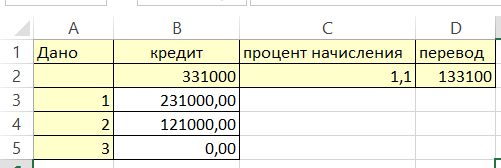 A B C D
1 Дано кредит процент начисления перевод
2 331000 1,1 133100
3 1 231000,00
4 2 121000,00
5 3 0,00